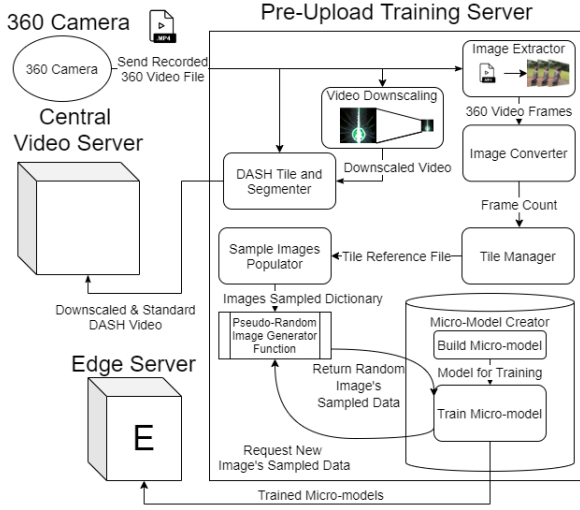 360 Camera
Pre-Upload Training Server
.MP4
360 Camera
Send Recorded
360 Video File
Image Extractor
360 Video Frames
Video Downscaling
Downscaled Video
Central
Video Server
DASH Tile and
Segmenter
Image Converter
Frame Count
Sample Images
Populator
Tile Reference File
Tile Manager
Images Sampled Dictionary
Downscaled & Standard
DASH Video
Pseudo-Random
Image Generator
Function
Micro-Model Creator
Build Micro-model
Model for Training
Return Random
Image's
Sampled Data
Train Micro-model
Edge Server
E
Request New
Image's Sampled Data
Trained Micro-models